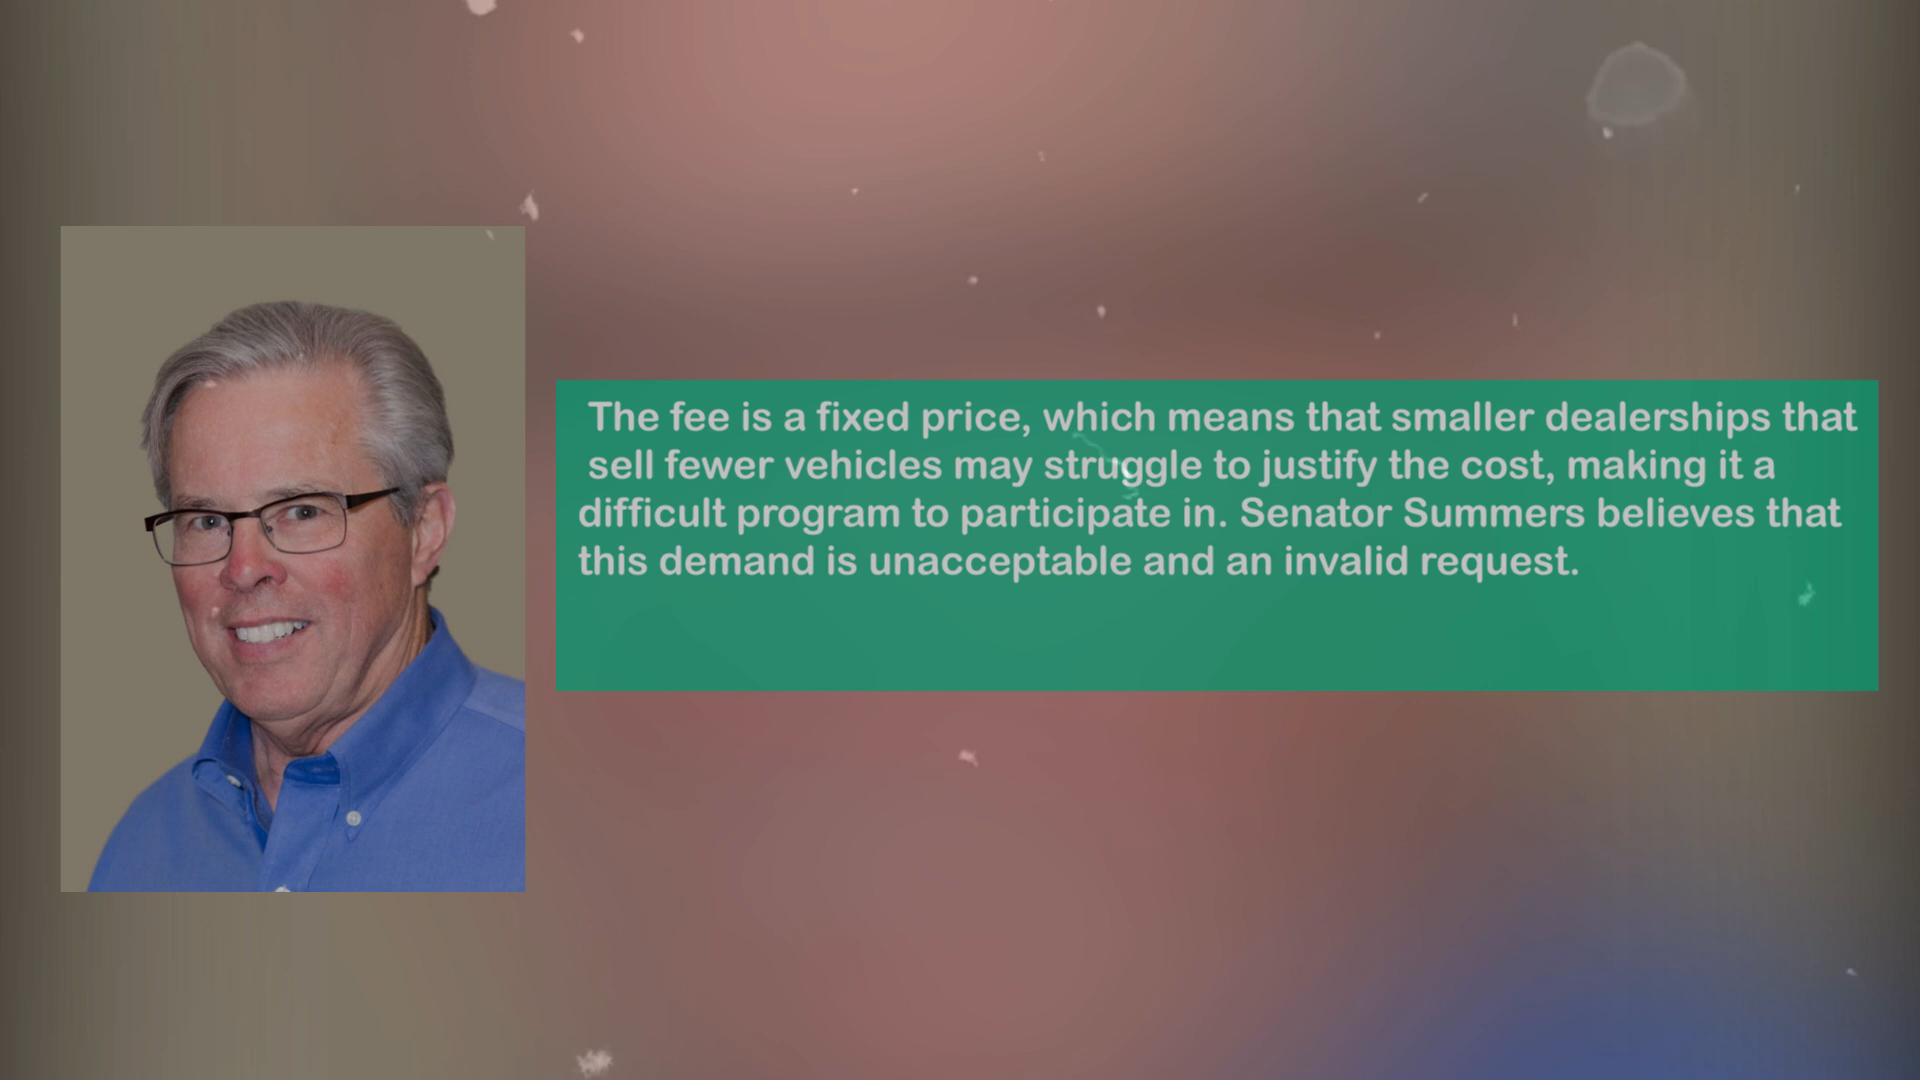 The fee is a fixed price, which means that smaller dealerships that
sell fewer vehicles may struggle to justify the cost, making it a
difficult program to participate in. Senator Summers believes that
this demand is unacceptable and an invalid request.